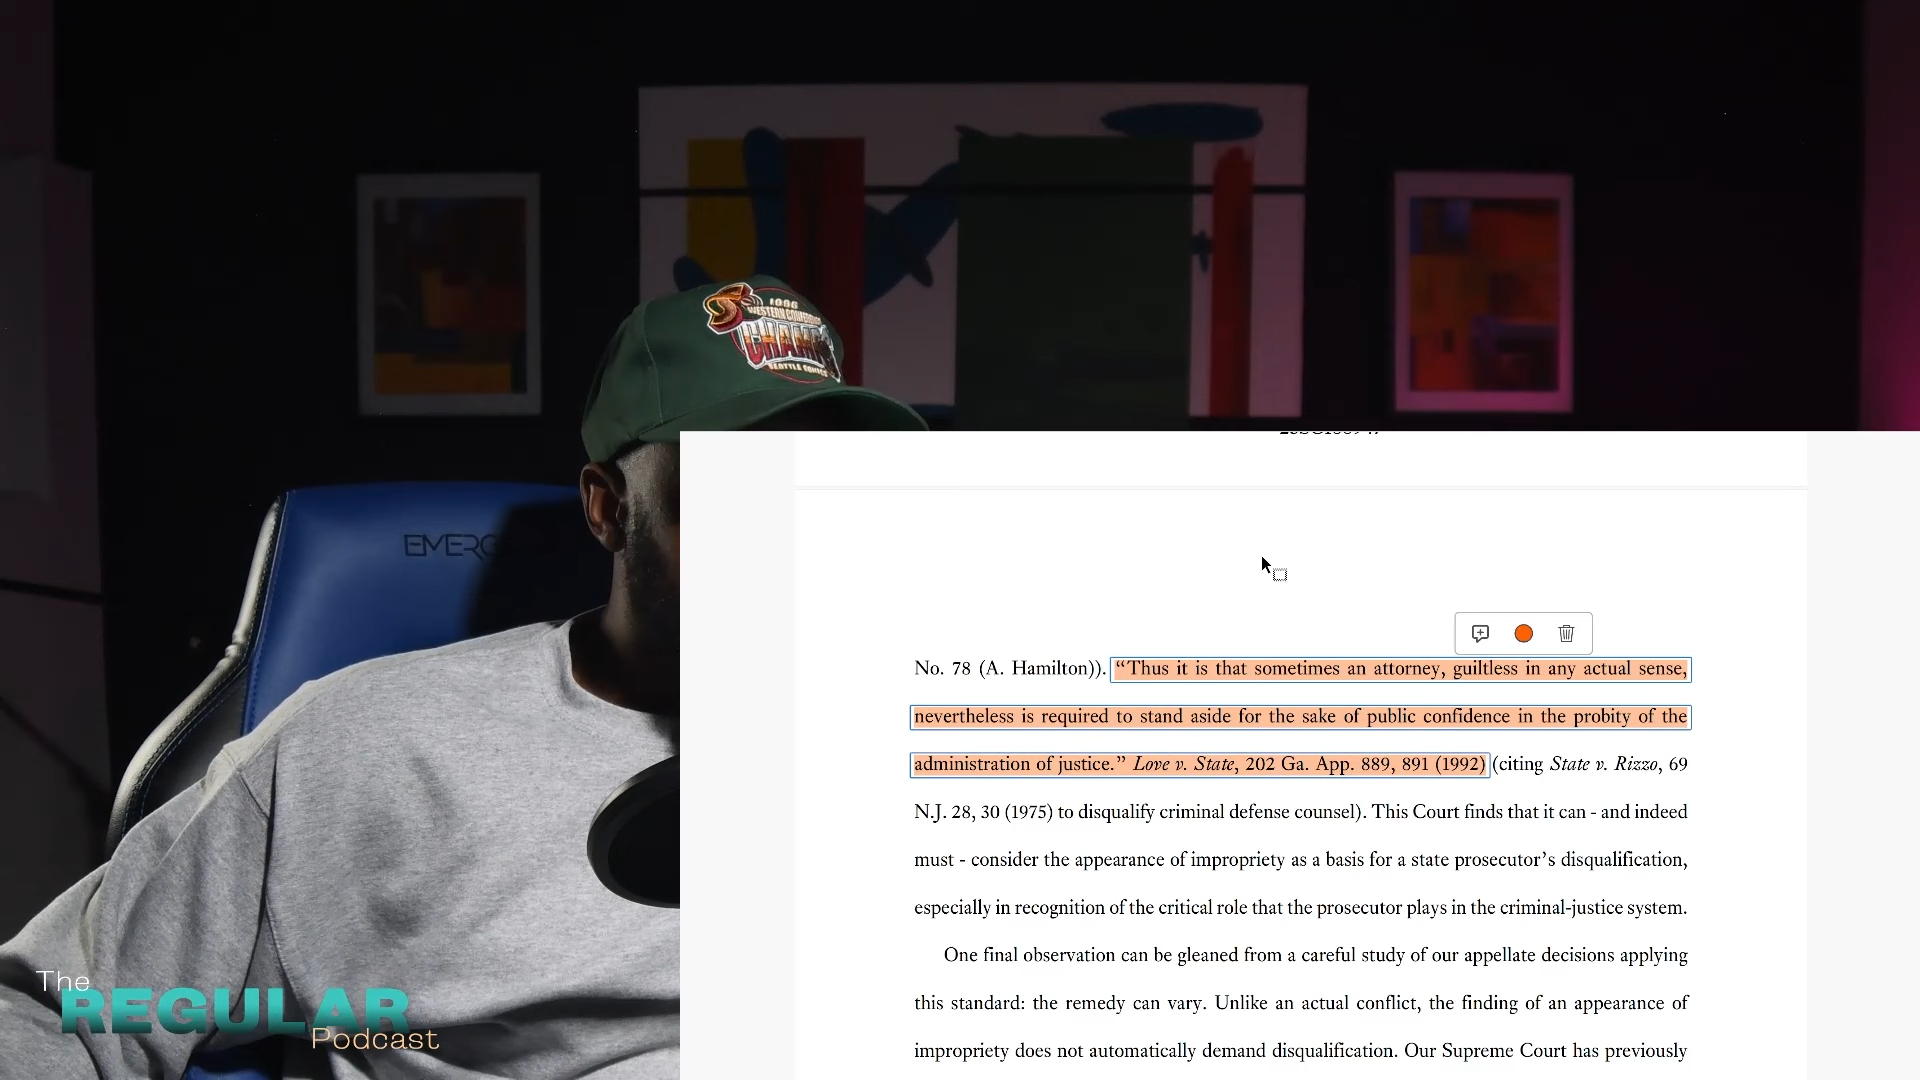 1996
WESTERN CONFERENCE
CHAMPS
SEATTLE SONICS
EMERG
No. 78 (A. Hamilton)). “Thus it is that sometimes an attorney, guiltless in any actual sense,
nevertheless is required to stand aside for the sake of public confidence in the probity of the
administration of justice.” Love v. State, 202 Ga. App. 889, 891 (1992) (citing State v. Rizzo, 69
N.J. 28, 30 (1975) to disqualify criminal defense counsel). This Court finds that it can - and indeed
must - consider the appearance of impropriety as a basis for a state prosecutor’s disqualification,
especially in recognition of the critical role that the prosecutor plays in the criminal-justice system.
One final observation can be gleaned from a careful study of our appellate decisions applying
this standard: the remedy can vary. Unlike an actual conflict, the finding of an appearance of
impropriety does not automatically demand disqualification. Our Supreme Court has previously
The
REGULAR
Podcast